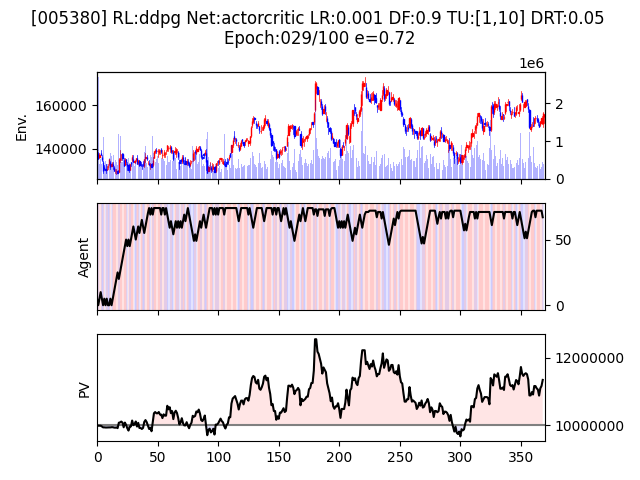 [005380] RL:ddpg Net:actorcritic LR:0.001 DF:0.9 TU:[1,10] DRT:0.05
Epoch:029/100 e=0.72
1e6
Env.
160000
140000
2
1
0
Agent
50
0
PV
12000000
10000000
0 50 100 150 200 250 300 350